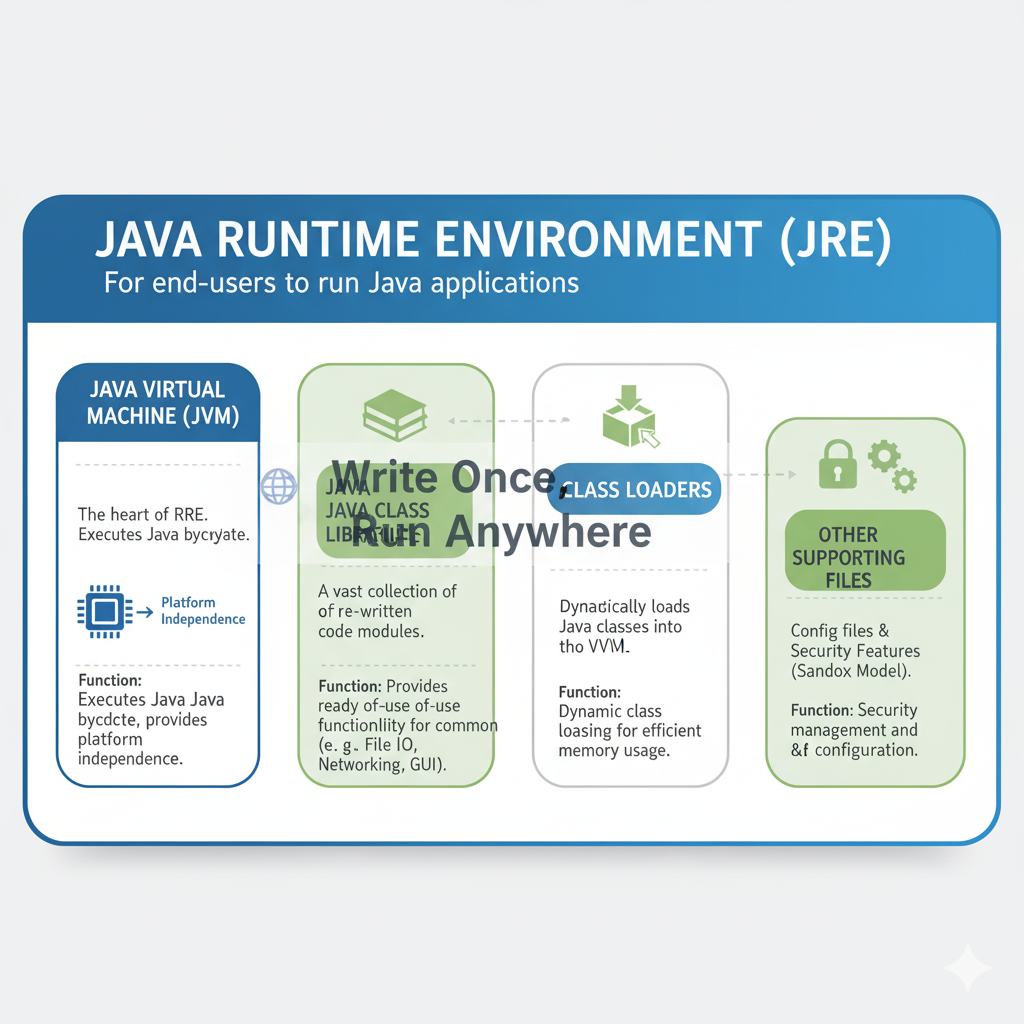 JAVA RUNTIME ENVIRONMENT (JRE)
For end-users to run Java applications
JAVA VIRTUAL
MACHINE (JVM)
The heart of RRE.
Executes Java bycryate.
Platform
Independence
Function:
Executes Java Java
bycdcte, provides
platform
independence.
Write Once,
Run Anywhere
JAVA
JAVA CLASS
A vast collection of
of re-written
code modules.
Function: Provides
ready of-use of-use
functionliity for common
(e. g. File IO,
Networking, GUI).
CLASS LOADERS
Dynadically loads
Java classes into
tho VVM.
Function:
Dynamic class
loasing for efficient
memory usage.
OTHER
SUPPORTING
FILES
Config files &
Security Features
(Sandox Model).
Function: Security
management and
&f configuration.